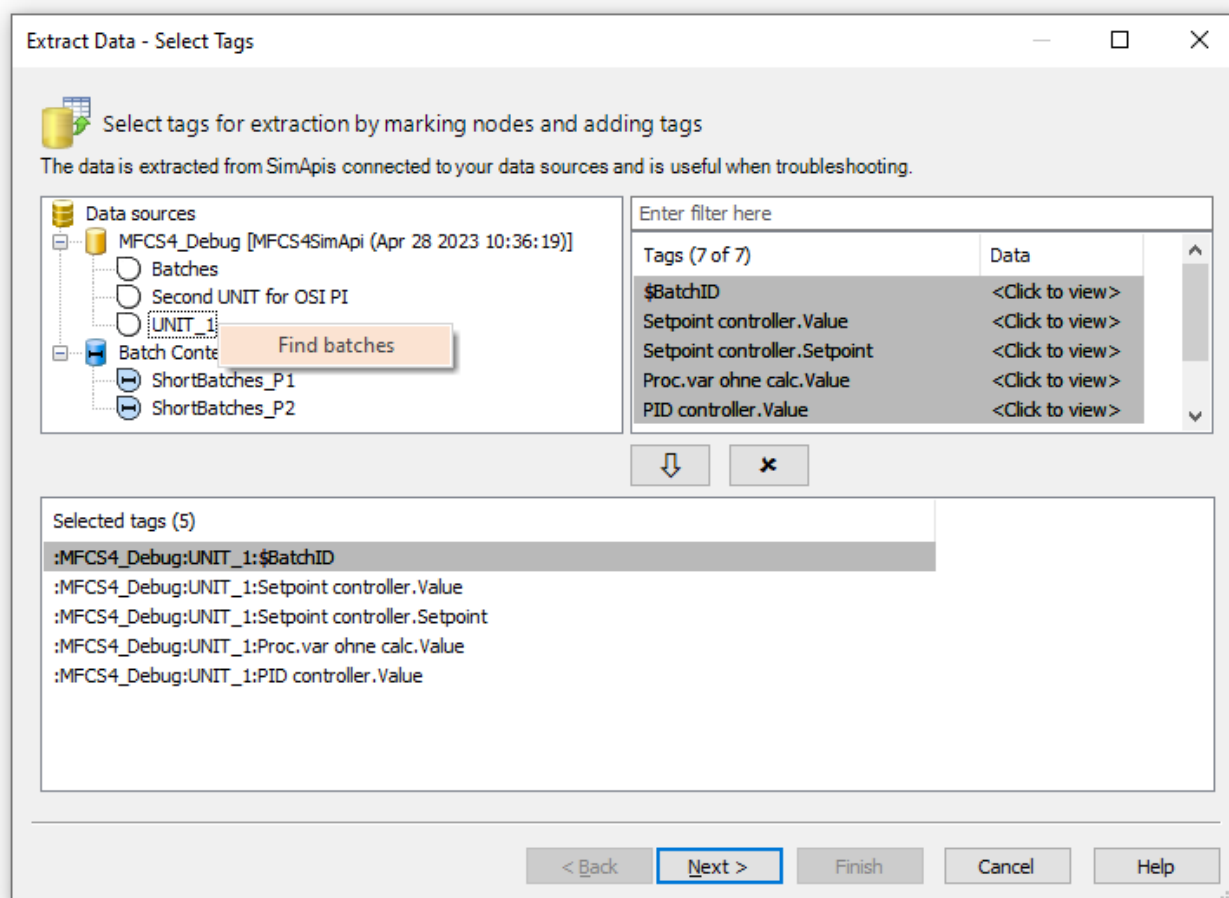 Extract Data - Select Tags
Select tags for extraction by marking nodes and adding tags
The data is extracted from SimApis connected to your data sources and is useful when troubleshooting.
Data sources
MFCS4_Debug [MFCS4SimApi (Apr 28 2023 10:36:19)]
Batches
Second UNIT for OSI PI
UNIT_1
Find batches
Batch Conte
ShortBatches_P1
ShortBatches_P2
Enter filter here
Tags (7 of 7) Data
$BatchID <Click to view>
Setpoint controller.Value <Click to view>
Setpoint controller.Setpoint <Click to view>
Proc.var ohne calc.Value <Click to view>
PID controller.Value <Click to view>
Selected tags (5)
:MFCS4_Debug:UNIT_1:$BatchID
:MFCS4_Debug:UNIT_1:Setpoint controller.Value
:MFCS4_Debug:UNIT_1:Setpoint controller.Setpoint
:MFCS4_Debug:UNIT_1:Proc.var ohne calc.Value
:MFCS4_Debug:UNIT_1:PID controller.Value
< Back Next > Finish Cancel Help